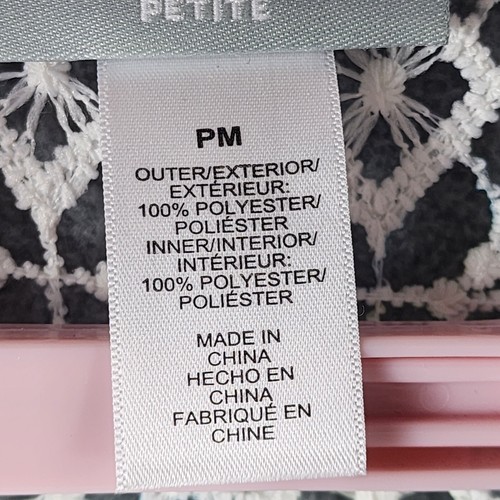 PETITE
PM
OUTER/EXTERIOR/
EXTÉRIEUR:
100% POLYESTER/
POLIÉSTER
INNER/INTERIOR/
INTÉRIEUR:
100% POLYESTER/
POLIÉSTER
MADE IN
CHINA
HECHO EN
CHINA
FABRIQUÉ EN
CHINE